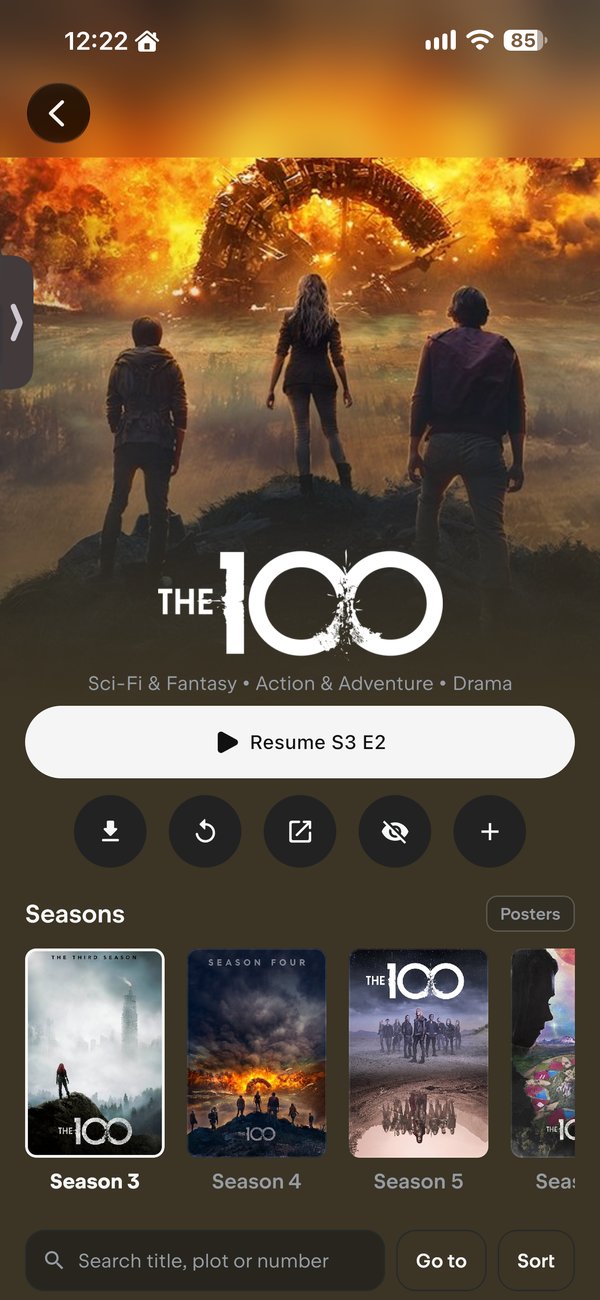 12:22
85
THE 100
Sci-Fi & Fantasy • Action & Adventure • Drama
Resume S3 E2
Seasons
Posters
THE THIRD SEASON
THE 100
SEASON FOUR
THE 100
THE 100
Season 3
Season 4
Season 5
Search title, plot or number
Go to
Sort